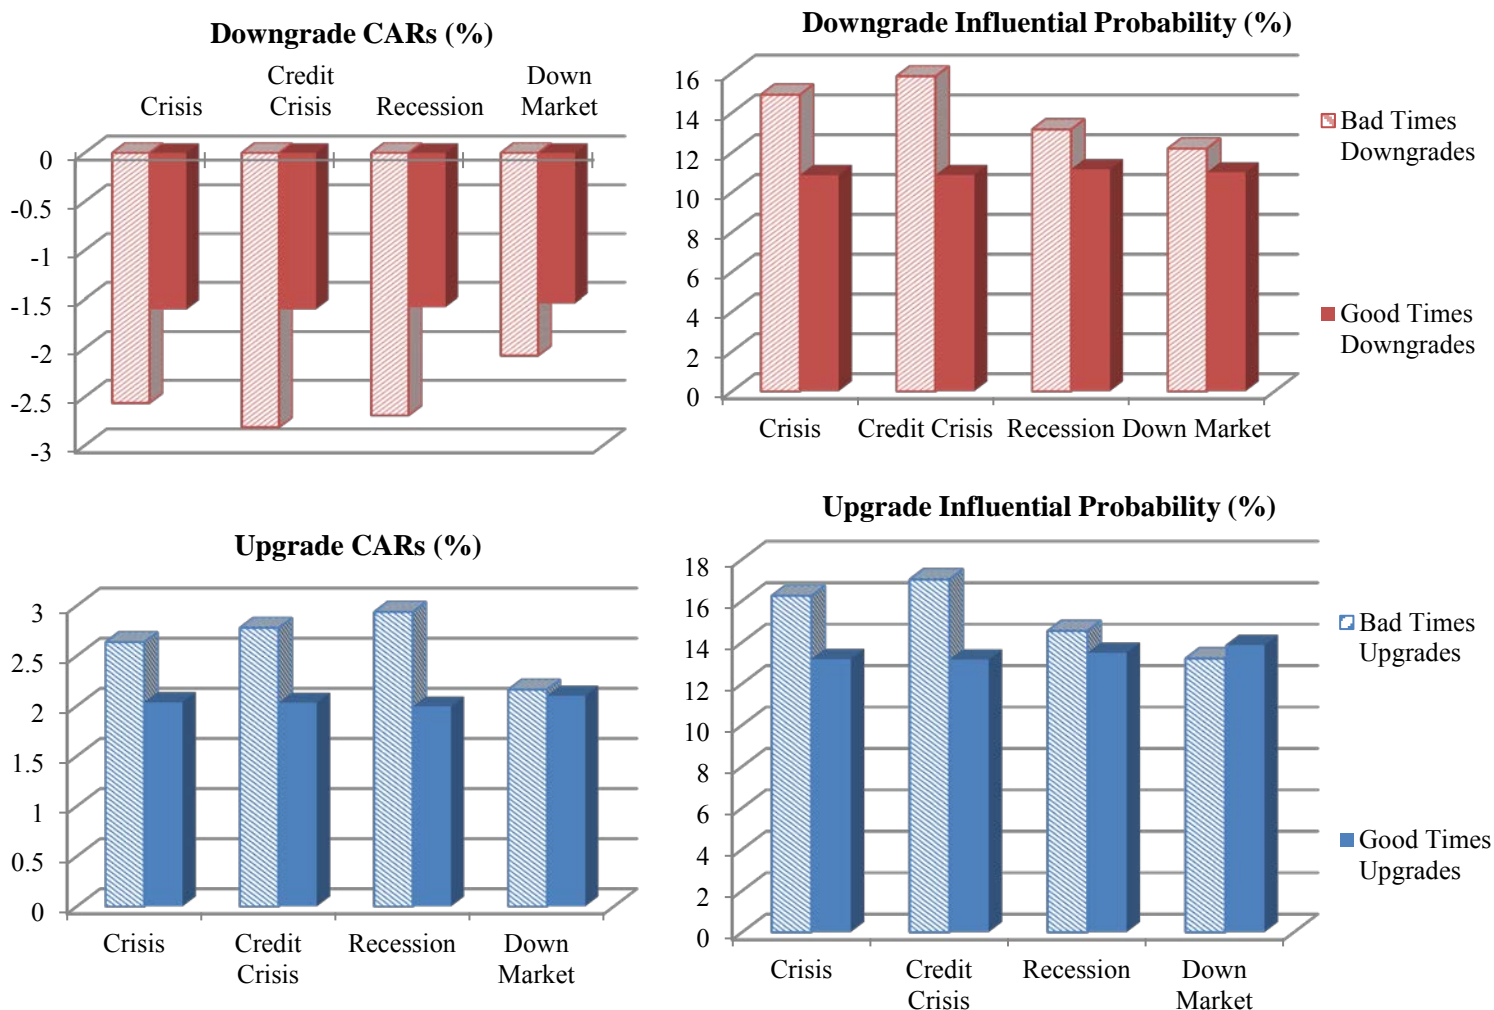 Downgrade CARs (%)
Crisis
Credit
Crisis
Recession
Down
Market
0
-0.5
-1
-1.5
-2
-2.5
-3
Downgrade Influential Probability (%)
16
14
12
10
8
6
4
2
0
Crisis
Credit Crisis
Recession
Down Market
Bad Times
Downgrades
Good Times
Downgrades
Upgrade CARs (%)
3
2.5
2
1.5
1
0.5
0
Crisis
Credit
Crisis
Recession
Down
Market
Upgrade Influential Probability (%)
18
16
14
12
10
8
6
4
2
0
Crisis
Credit
Crisis
Recession
Down
Market
Bad Times
Upgrades
Good Times
Upgrades